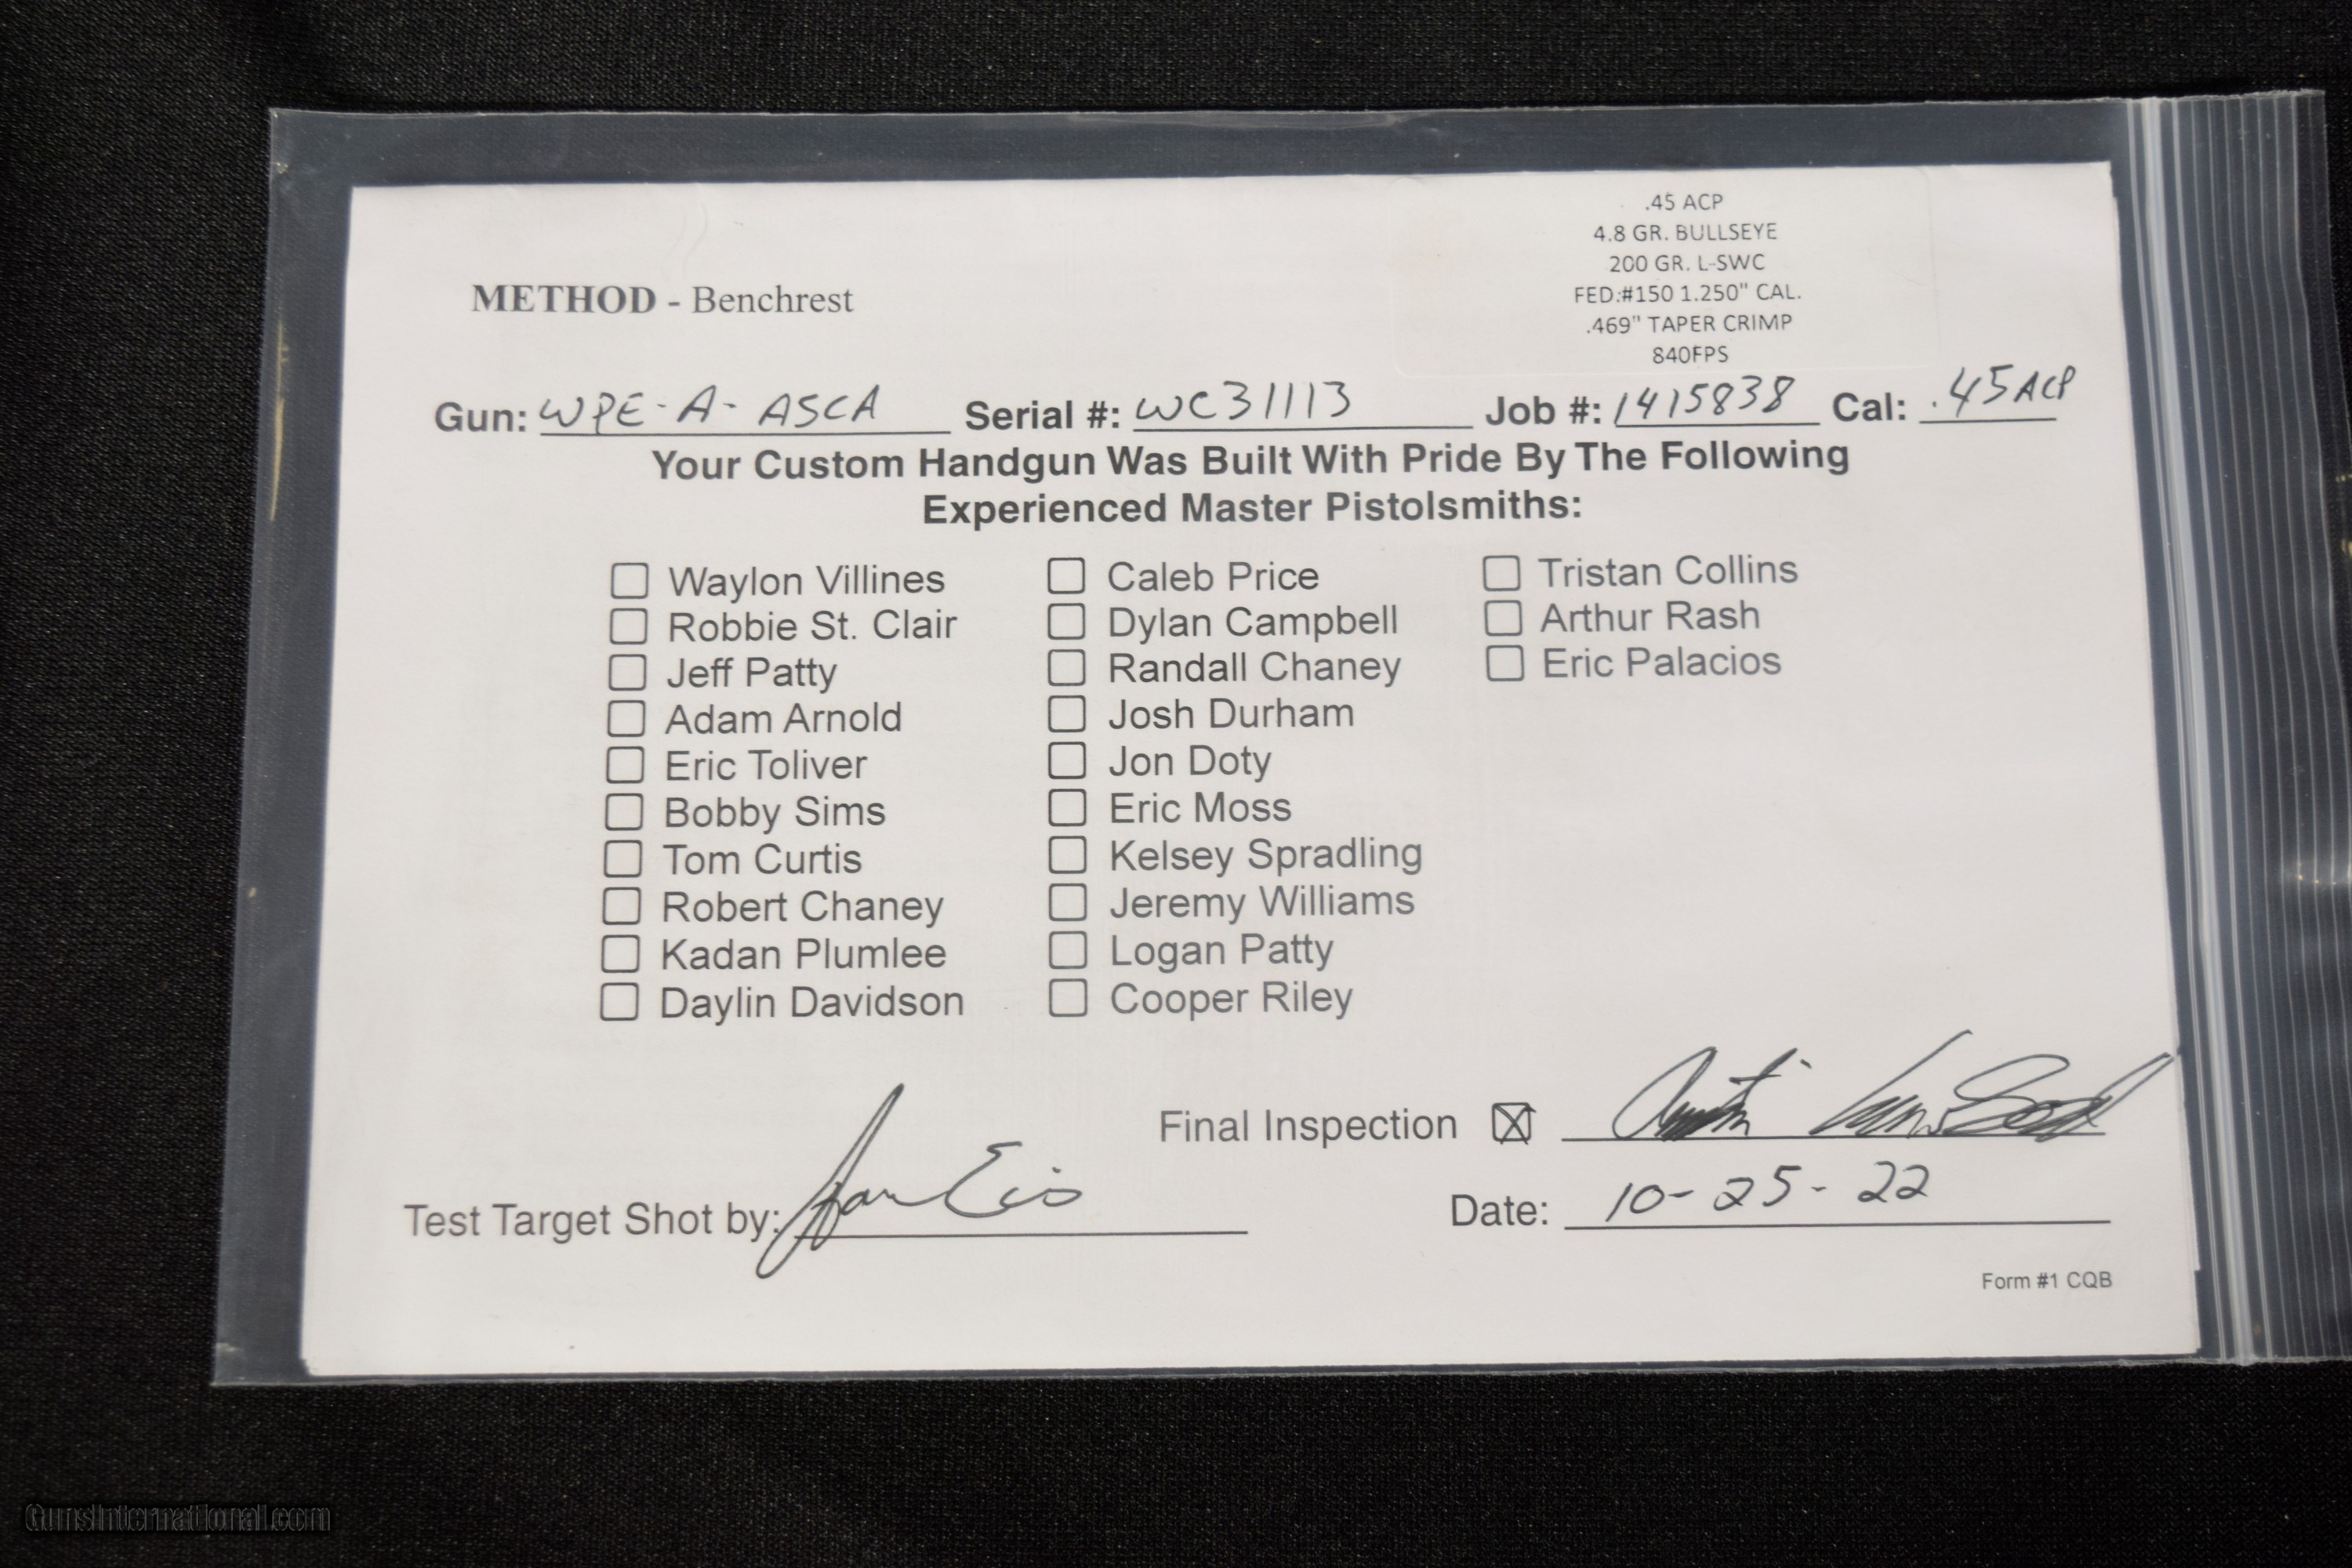 .45 ACP
4.8 GR. BULLSEYE
200 GR. L-SWC
FED:#150 1.250" CAL.
.469" TAPER CRIMP
840FPS
METHOD - Benchrest
Gun: WPE-A-ASCA Serial #: WC31113 Job #: 1415838 Cal: .45 ACP
Your Custom Handgun Was Built With Pride By The Following
Experienced Master Pistolsmiths:
Waylon Villines
Robbie St. Clair
Jeff Patty
Adam Arnold
Eric Toliver
Bobby Sims
Tom Curtis
Robert Chaney
Kadan Plumlee
Daylin Davidson
Caleb Price
Dylan Campbell
Randall Chaney
Josh Durham
Jon Doty
Eric Moss
Kelsey Spradling
Jeremy Williams
Logan Patty
Cooper Riley
Tristan Collins
Arthur Rash
Eric Palacios
Final Inspection
Test Target Shot by:
Date: 10-25-22
Form #1 CQB
GunsInternational.com